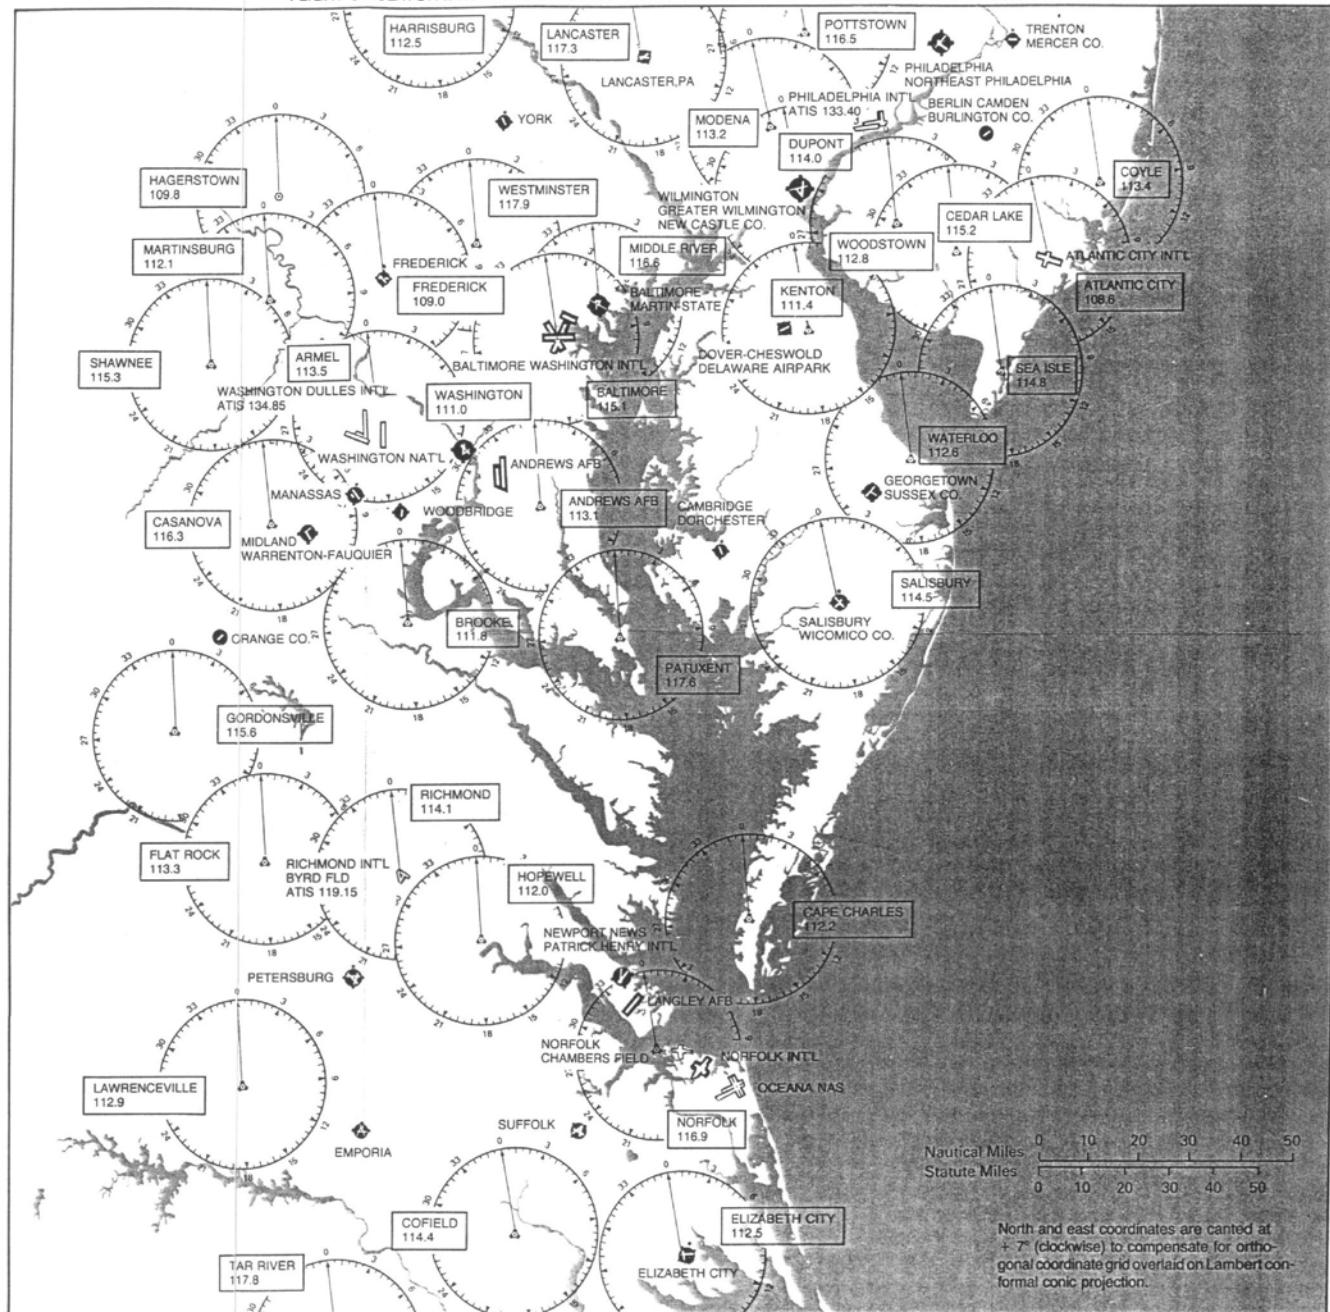 HARRISBURG
112.5
LANCASTER
117.3
LANCASTER,PA
POTTSTOWN
116.5
TRENTON
MERCER CO.
PHILADELPHIA
NORTHEAST PHILADELPHIA
YORK
MODENA
113.2
PHILADELPHIA INT'L
ATIS 133.40
BERLIN CAMDEN
BURLINGTON CO.
DUPONT
114.0
COYLE
113.4
HAGERSTOWN
109.8
WESTMINSTER
117.9
WILMINGTON
GREATER WILMINGTON
NEW CASTLE CO.
CEDAR LAKE
115.2
MARTINSBURG
112.1
FREDERICK
FREDERICK
109.0
MIDDLE RIVER
116.6
WOODSTOWN
112.8
ATLANTIC CITY INT'L
ATLANTIC CITY
108.6
BALTIMORE
MARTIN-STATE
KENTON
111.4
SHAWNEE
115.3
ARMEL
113.5
BALTIMORE WASHINGTON INT'L
DOVER-CHESWOLD
DELAWARE AIRPARK
SEA ISLE
114.8
WASHINGTON DULLES INT'L
ATIS 134.85
WASHINGTON
111.0
BALTIMORE
115.1
WATERLOO
112.6
WASHINGTON NAT'L
ANDREWS AFB
MANASSAS
GEORGETOWN
SUSSEX CO.
CASANOVA
116.3
WOODBRIDGE
ANDREWS AFB
113.1
CAMBRIDGE
DORCHESTER
MIDLAND
WARRENTON-FAUQUIER
SALISBURY
114.5
ORANGE CO.
BROOKE
111.8
SALISBURY
WICOMICO CO.
PATUXENT
117.6
GORDONSVILLE
115.6
RICHMOND
114.1
FLAT ROCK
113.3
RICHMOND INT'L
BYRD FLD
ATIS 119.15
HOPEWELL
112.0
CAPE CHARLES
112.2
NEWPORT NEWS
PATRICK HENRY INT'L
PETERSBURG
LANGLEY AFB
NORFOLK
CHAMBERS FIELD
NORFOLK INT'L
OCEANA NAS
LAWRENCEVILLE
112.9
SUFFOLK
NORFOLK
116.9
EMPORIA
Nautical Miles 0 10 20 30 40 50
Statute Miles 0 10 20 30 40 50
COFIELD
114.4
ELIZABETH CITY
112.5
ELIZABETH CITY
TAR RIVER
117.8
North and east coordinates are canted at
+ 7° (clockwise) to compensate for ortho-
gonal coordinate grid overlaid on Lambert con-
formal conic projection.